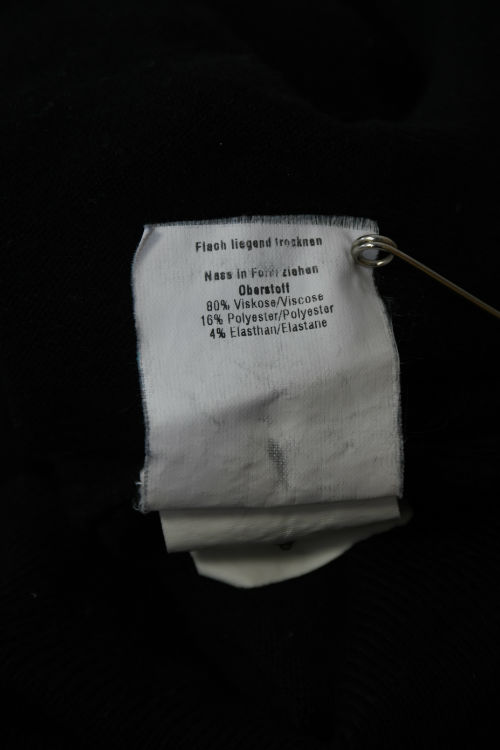 Flach liegend trocknen
Nass in Form ziehen
Oberstoff
80% Viskose/Viscose
16% Polyester/Polyester
4% Elasthan/Elastane